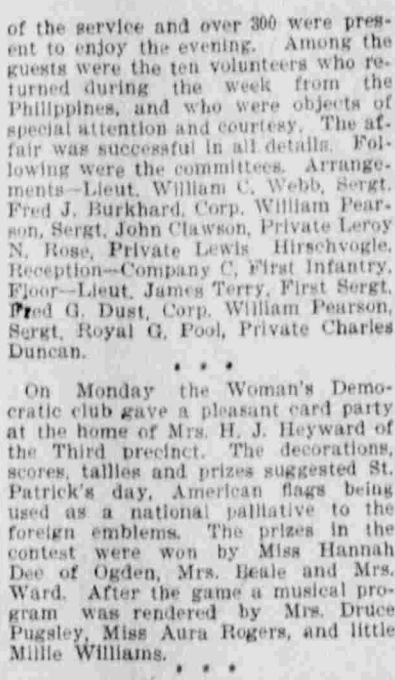 of the service and over 300 were pres-
ent to enjoy the evening. Among the
guests were the ten volunteers who re-
turned during the week from the
Philippines, and who were objects of
special attention and courtesy. The af-
fair was successful in all details. Fol-
lowing were the committees. Arrange-
ments—Lieut. William C. Webb, Sergt.
Fred J. Burkhard, Corp. William Pear-
son, Sergt. John Clawson, Private Leroy
N. Rose, Private Lewis Hirschvogle.
Reception—Company C, First Infantry.
Floor—Lieut. James Terry, First Sergt.
Fred G. Dust, Corp. William Pearson,
Sergt. Royal G. Pool, Private Charles
Duncan.
* * *
On Monday the Woman's Demo-
cratic club gave a pleasant card party
at the home of Mrs. H. J. Heyward of
the Third precinct. The decorations,
scores, tallies and prizes suggested St.
Patrick's day, American flags being
used as a national palliative to the
foreign emblems. The prizes in the
contest were won by Miss Hannah
Dee of Ogden, Mrs. Beale and Mrs.
Ward. After the game a musical pro-
gram was rendered by Mrs. Druce
Pugsley, Miss Aura Rogers, and little
Millie Williams.
* * *